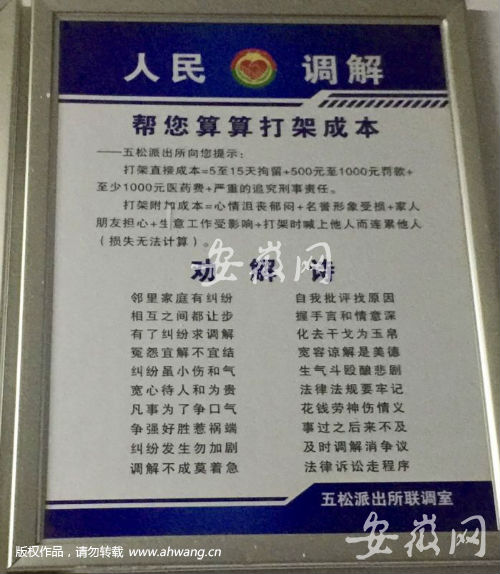 人民 调解
帮您算算打架成本
——五松派出所向您提示：
打架直接成本=5至15天拘留+500元至1000元罚款+
至少1000元医药费+严重的追究刑事责任。
打架附加成本=心情沮丧郁闷+名誉形象受损+家人
朋友担心+生意工作受影响+打架时喊上他人而连累他人
（损失无法计算）。
劝解诗
邻里家庭有纠纷 自我批评找原因
相互之间都让步 握手言和情意深
有了纠纷求调解 化去干戈为玉帛
冤怨宜解不宜结 宽容谅解是美德
纠纷虽小伤和气 生气斗殴酿悲剧
宽心待人和为贵 法律法规要牢记
凡事为了争口气 花钱劳神伤情义
争强好胜惹祸端 事过之后来不及
纠纷发生勿加剧 及时调解消争议
调解不成莫着急 法律诉讼走程序
五松派出所联调室
安徽网
安徽网
版权作品，请勿转载 www.ahwang.cn